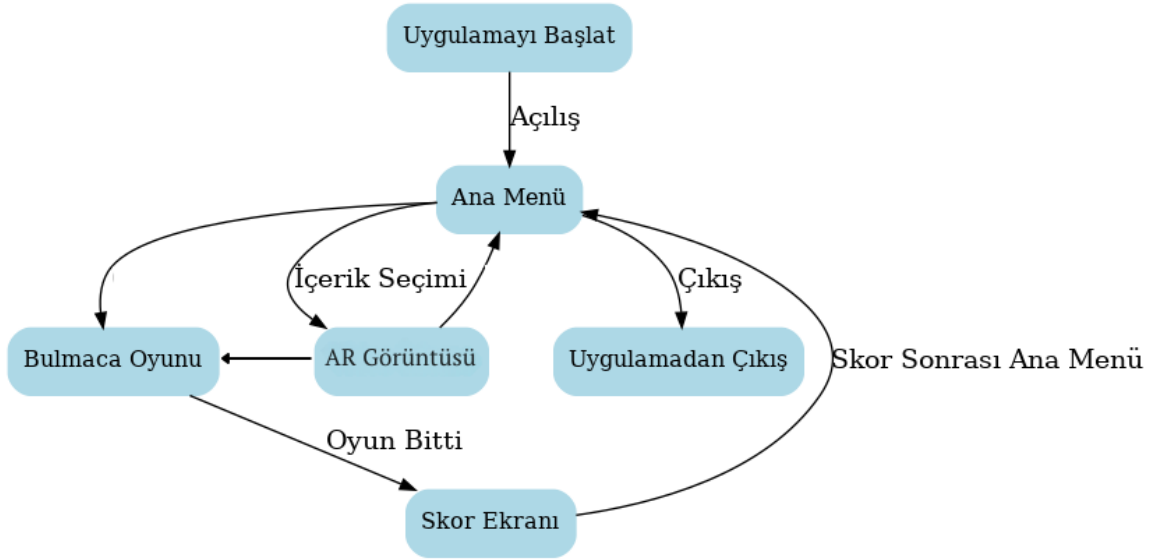 Uygulamayı Başlat
Açılış
Ana Menü
İçerik Seçimi
Çıkış
Bulmaca Oyunu
AR Görüntüsü
Uygulamadan Çıkış
Skor Sonrası Ana Menü
Oyun Bitti
Skor Ekranı